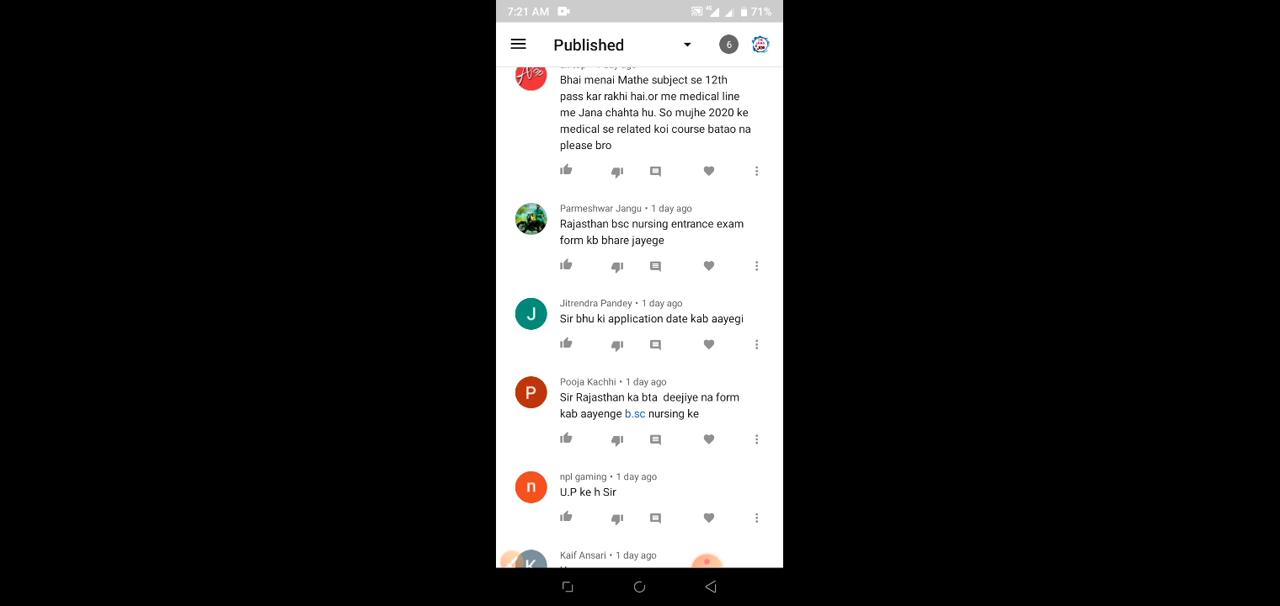 7:21 AM 4G 71%
Published 6
1 day ago
Bhai menai Mathe subject se 12th
pass kar rakhi hai.or me medical line
me Jana chahta hu. So mujhe 2020 ke
medical se related koi course batao na
please bro
Parmeshwar Jangu • 1 day ago
Rajasthan bsc nursing entrance exam
form kb bhare jayege
J
Jitrendra Pandey • 1 day ago
Sir bhu ki application date kab aayegi
P
Pooja Kachhi • 1 day ago
Sir Rajasthan ka bta deejiye na form
kab aayenge b.sc nursing ke
n
npl gaming • 1 day ago
U.P ke h Sir
K
Kaif Ansari • 1 day ago